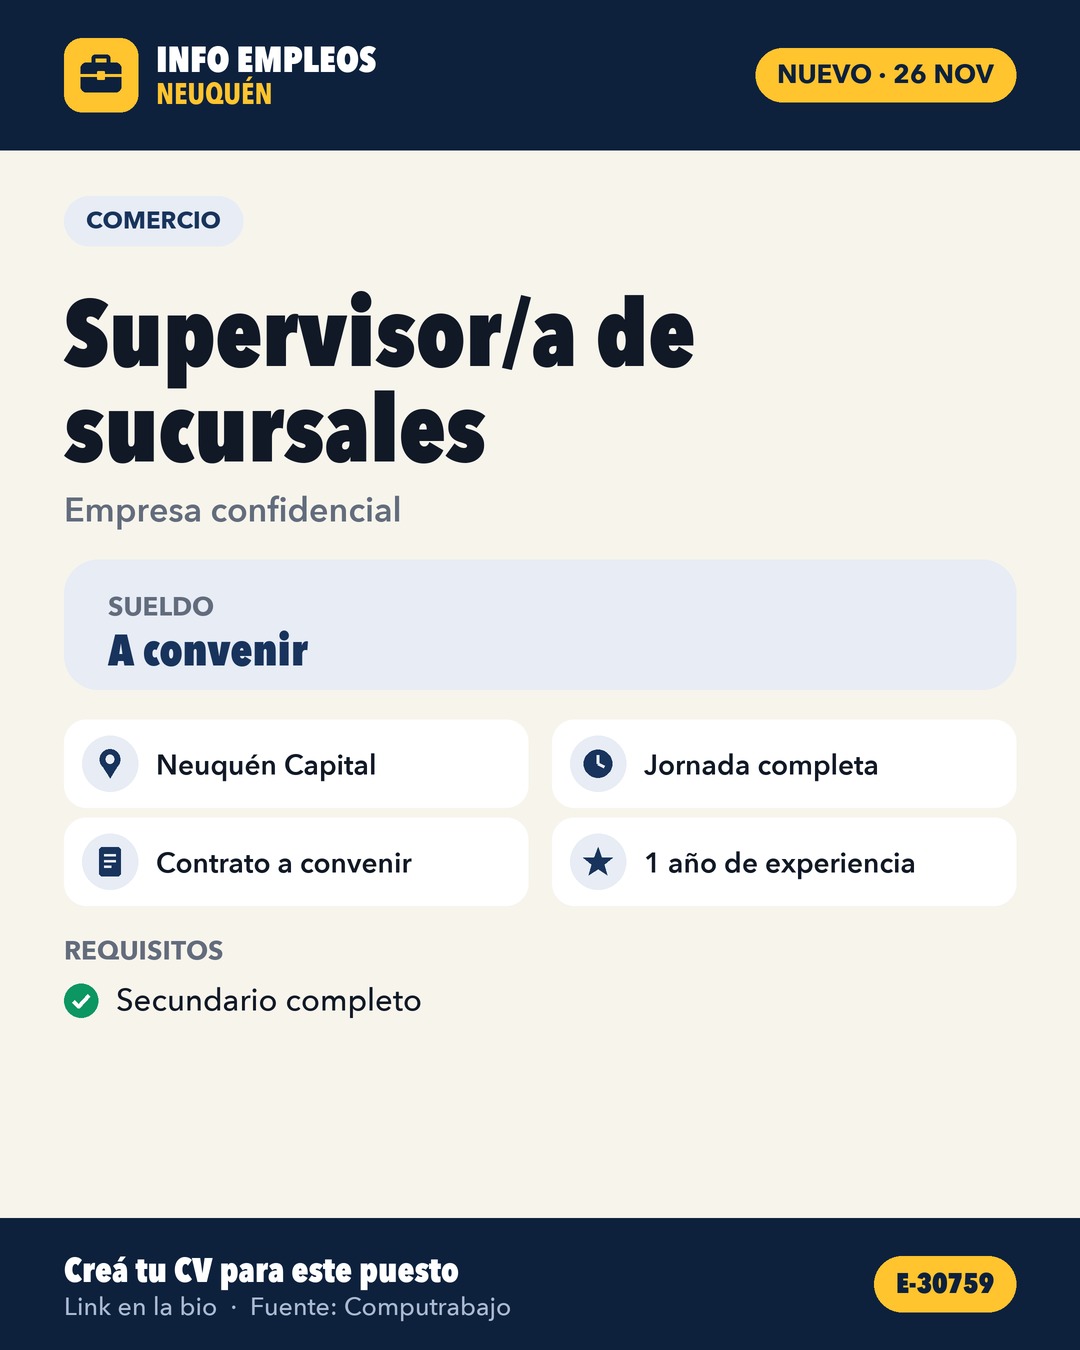 INFO EMPLEOS
NEUQUÉN
NUEVO · 26 NOV
COMERCIO
Supervisor/a de
sucursales
Empresa confidencial
SUELDO
A convenir
Neuquén Capital
Jornada completa
Contrato a convenir
1 año de experiencia
REQUISITOS
Secundario completo
Creá tu CV para este puesto
Link en la bio · Fuente: Computrabajo
E-30759